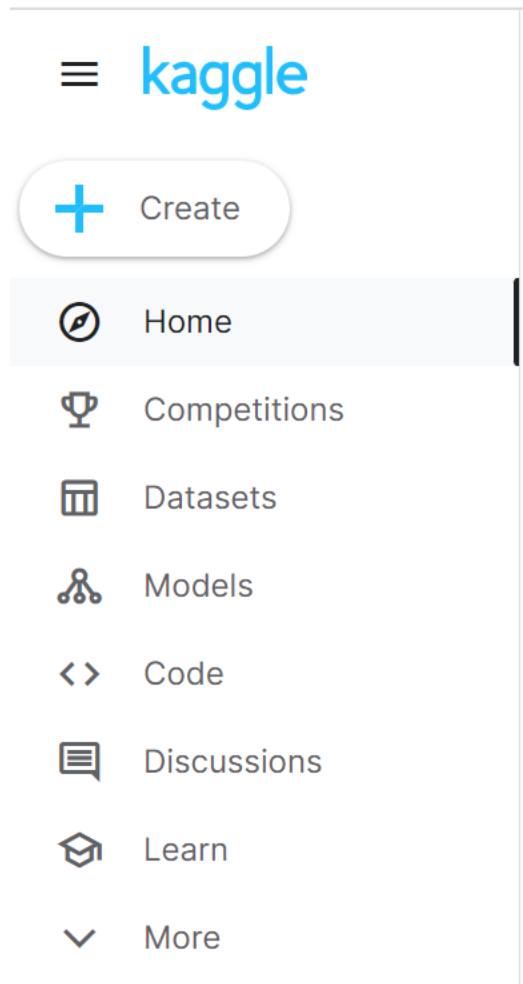 kaggle
Create
Home
Competitions
Datasets
Models
Code
Discussions
Learn
More